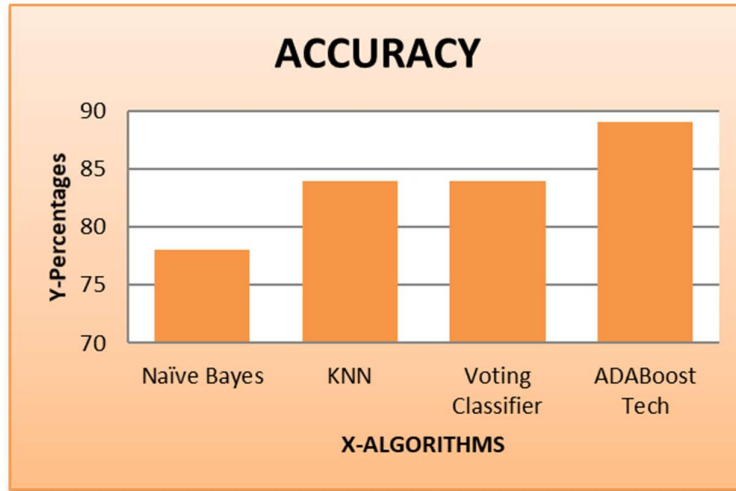 ACCURACY
Y-Percentages
90
85
80
75
70
Naïve Bayes
KNN
Voting
Classifier
ADABoost
Tech
X-ALGORITHMS